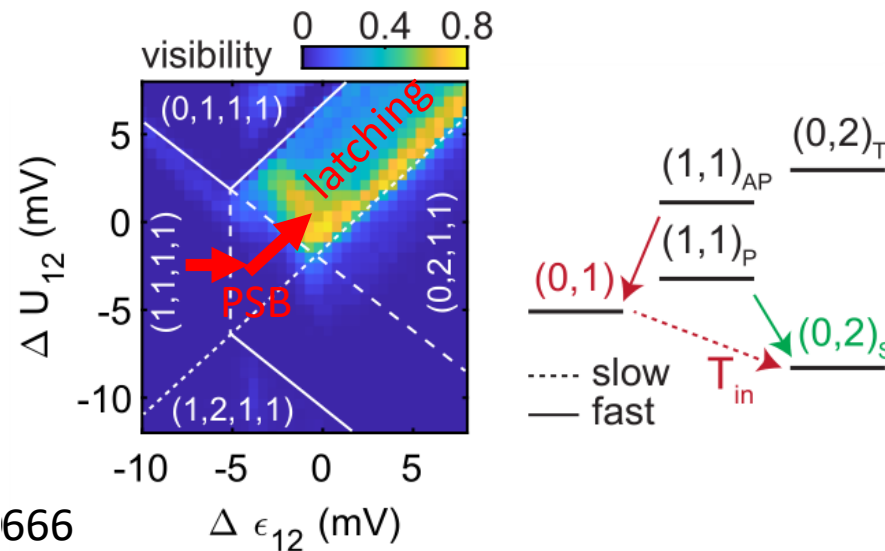 visibility
0 0.4 0.8
(0,1,1,1)
latching
(1,1,1,1)
PSB
(0,2,1,1)
(1,2,1,1)
5
0
-5
-10
Δ U12 (mV)
-10 -5 0 5
Δ ϵ12 (mV)
666
(0,2)T
(1,1)AP
(1,1)P
(0,1)
(0,2)S
Tin
slow
fast